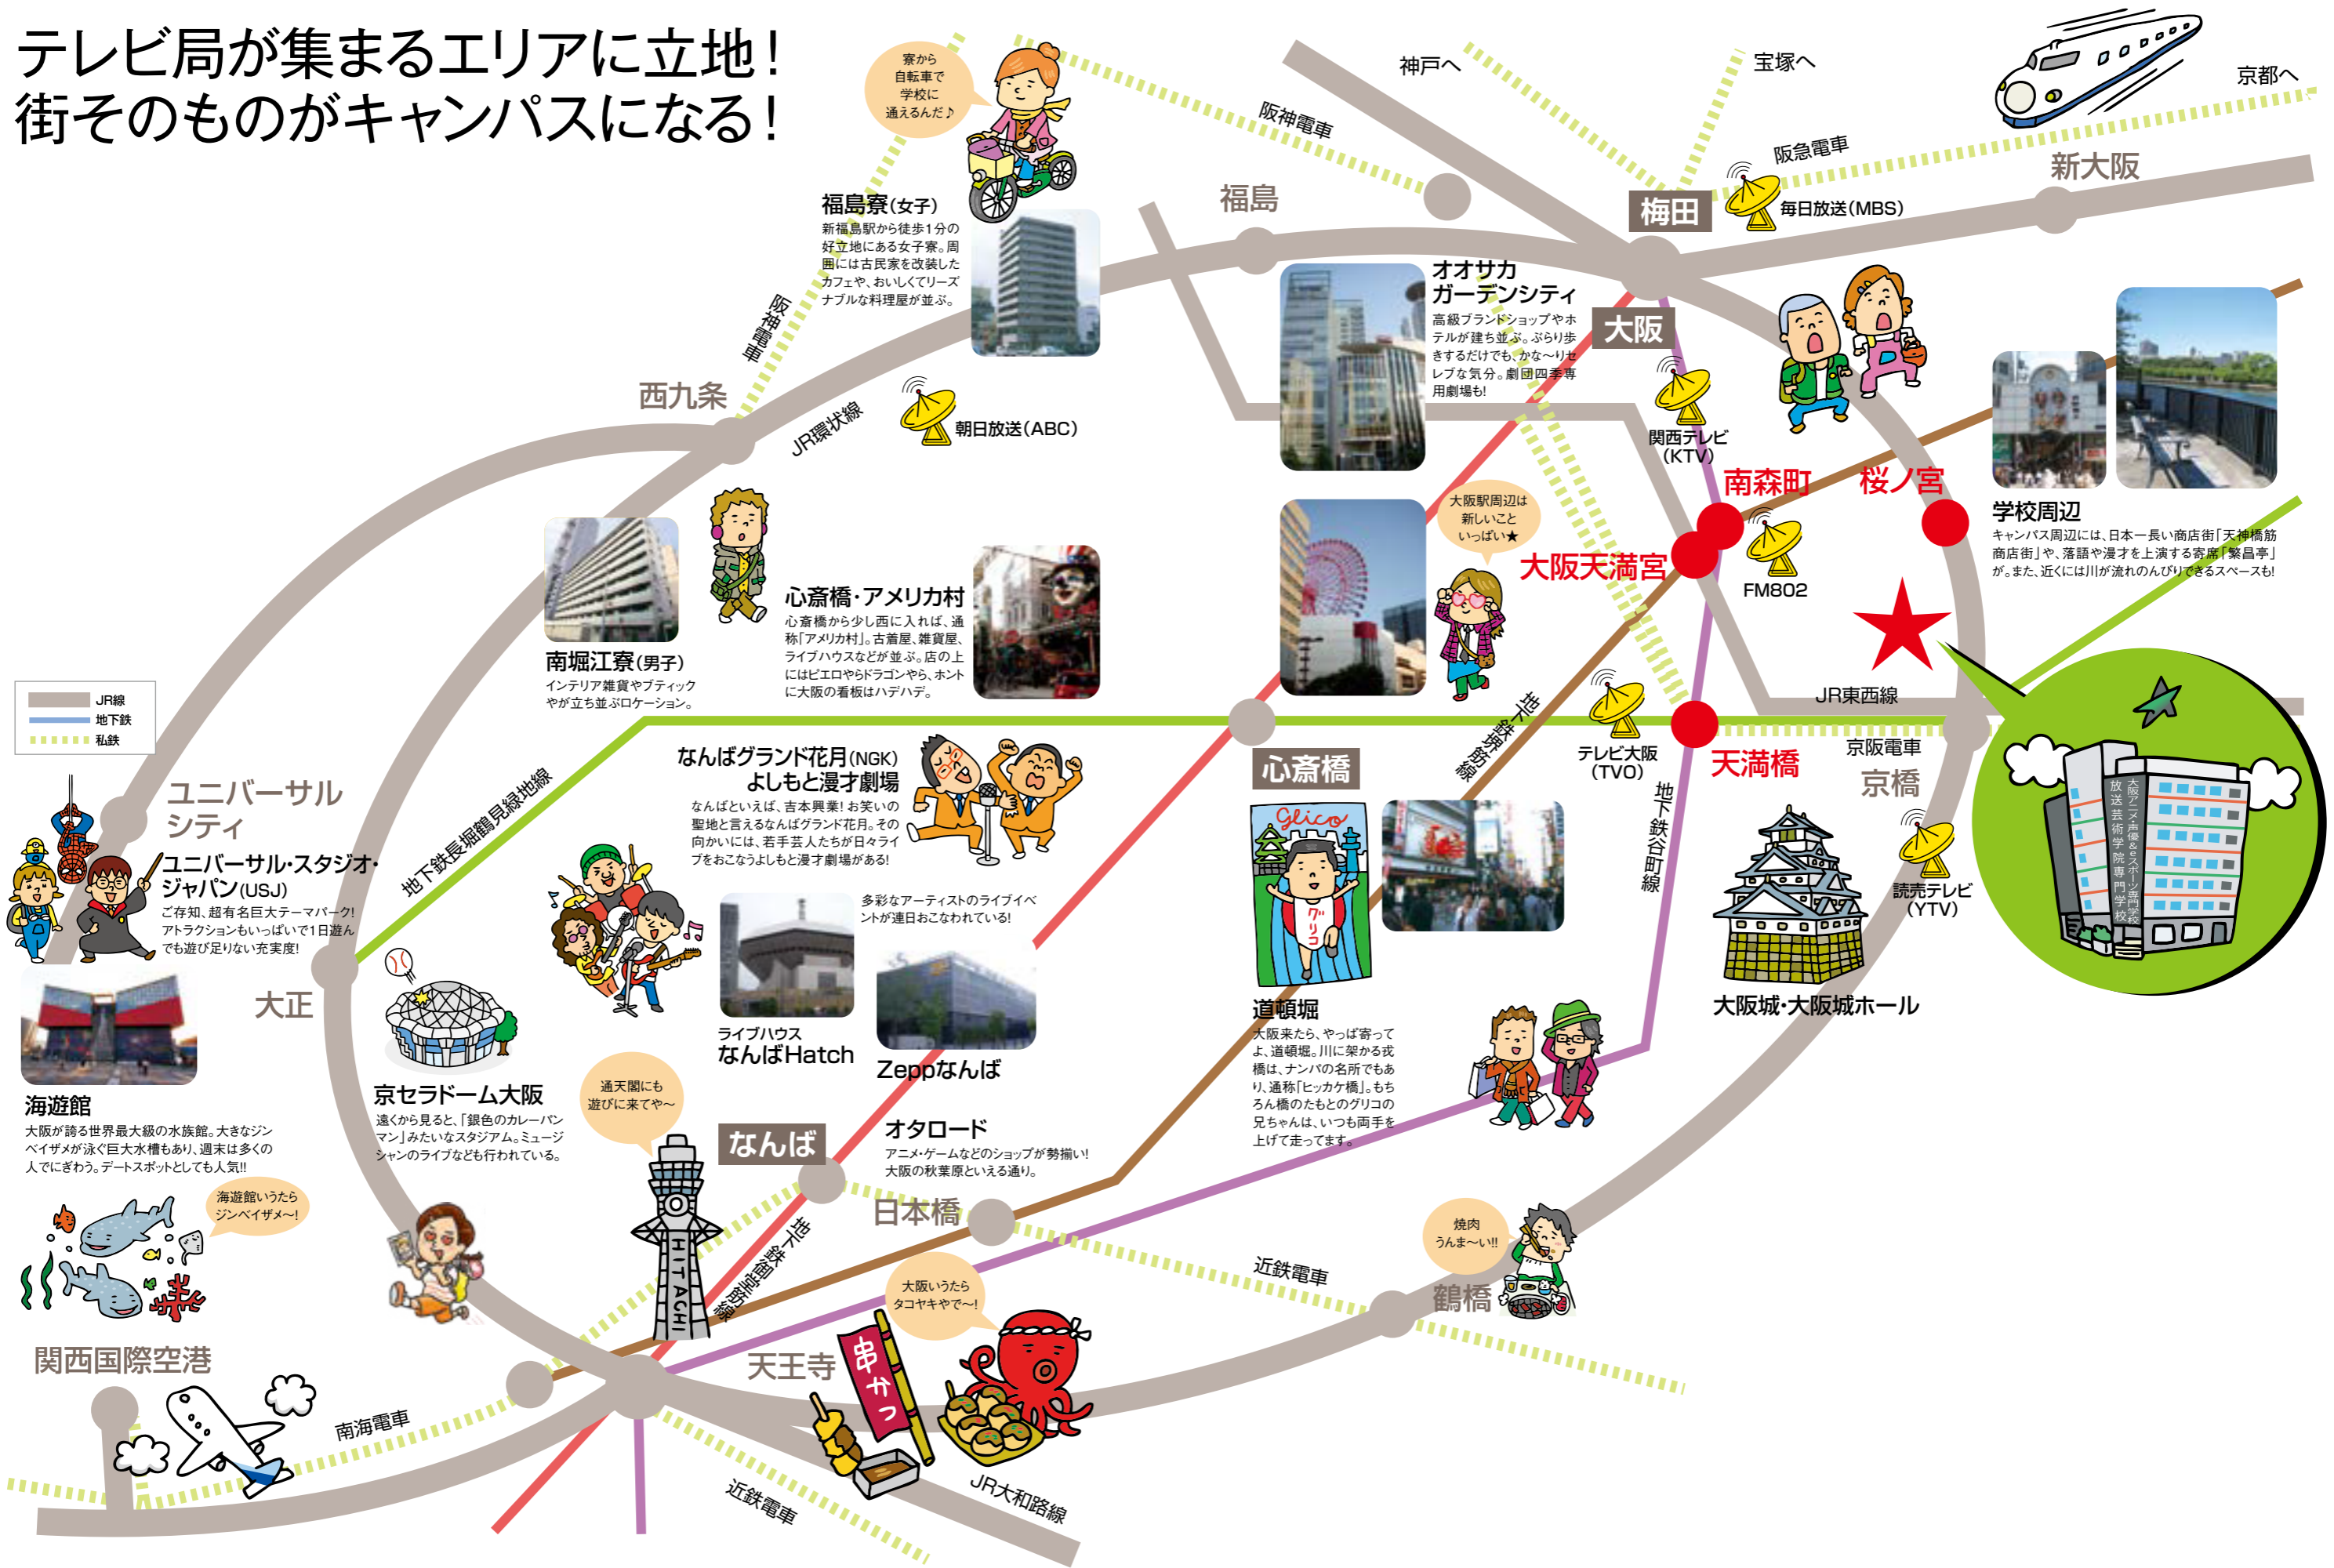 テレビ局が集まるエリアに立地！
街そのものがキャンパスになる！
寮から
自転車で
学校に
通えるんだ♪
神戸へ
宝塚へ
京都へ
阪神電車
阪急電車
新大阪
福島
梅田
毎日放送（MBS）
福島寮（女子）
新福島駅から徒歩1分の
好立地にある女子寮。周
囲には古民家を改装した
カフェや、おいしくてリーズ
ナブルな料理屋が並ぶ。
阪神電車
オオサカ
ガーデンシティ
高級ブランドショップやホ
テルが建ち並ぶ。ぶらり歩
きするだけでも、かな～りセ
レブな気分。劇団四季専
用劇場も!
大阪
西九条
JR環状線
朝日放送（ABC）
関西テレビ
（KTV）
南森町
桜ノ宮
大阪駅周辺は
新しいこと
いっぱい★
大阪天満宮
FM802
学校周辺
キャンパス周辺には、日本一長い商店街「天神橋筋
商店街」や、落語や漫才を上演する寄席「繁昌亭」
が。また、近くには川が流れのんびりできるスペースも!
南堀江寮（男子）
インテリア雑貨やブティック
やが立ち並ぶロケーション。
心斎橋・アメリカ村
心斎橋から少し西に入れば、通
称「アメリカ村」。古着屋、雑貨屋、
ライブハウスなどが並ぶ。店の上
にはピエロやらドラゴンやら、ホント
に大阪の看板はハデハデ。
JR線
地下鉄
私鉄
JR東西線
地下鉄堺筋線
テレビ大阪
（TVO）
天満橋
京阪電車
京橋
心斎橋
地下鉄谷町線
なんばグランド花月（NGK）
よしもと漫才劇場
なんばといえば、吉本興業! お笑いの
聖地と言えるなんばグランド花月。その
向かいには、若手芸人たちが日々ライ
ブをおこなうよしもと漫才劇場がある!
地下鉄長堀鶴見緑地線
ユニバーサル
シティ
ユニバーサル・スタジオ・
ジャパン（USJ）
ご存知、超有名巨大テーマパーク!
アトラクションもいっぱいで1日遊ん
でも遊び足りない充実度!
Glico
グリコ
読売テレビ
（YTV）
大阪アニメ・声優&eスポーツ専門学校
放送芸術学院専門学校
多彩なアーティストのライブイベ
ントが連日おこなわれている!
大正
ライブハウス
なんばHatch
Zeppなんば
道頓堀
大阪来たら、やっぱ寄って
よ、道頓堀。川に架かる戎
橋は、ナンパの名所でもあ
り、通称「ヒッカケ橋」。もち
ろん橋のたもとのグリコの
兄ちゃんは、いつも両手を
上げて走ってます。
大阪城・大阪城ホール
海遊館
大阪が誇る世界最大級の水族館。大きなジン
ベイザメが泳ぐ巨大水槽もあり、週末は多くの
人でにぎわう。デートスポットとしても人気!!
京セラドーム大阪
遠くから見ると、「銀色のカレーパン
マン」みたいなスタジアム。ミュージ
シャンのライブなども行われている。
通天閣にも
遊びに来てや～
なんば
オタロード
アニメ・ゲームなどのショップが勢揃い!
大阪の秋葉原といえる通り。
海遊館いうたら
ジンベイザメ～!
日本橋
地下鉄御堂筋線
HITACHI
近鉄電車
焼肉
うんま～い!!
鶴橋
大阪いうたら
タコヤキやで～!
関西国際空港
天王寺
串かつ
南海電車
近鉄電車
JR大和路線